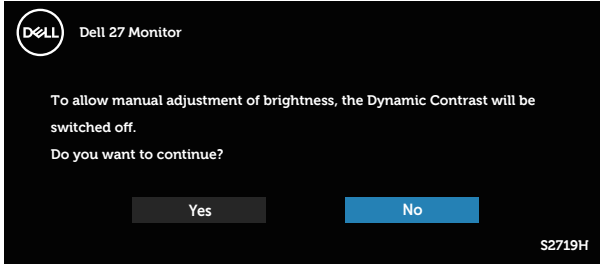 DELL
Dell 27 Monitor
To allow manual adjustment of brightness, the Dynamic Contrast will be
switched off.
Do you want to continue?
Yes
No
S2719H